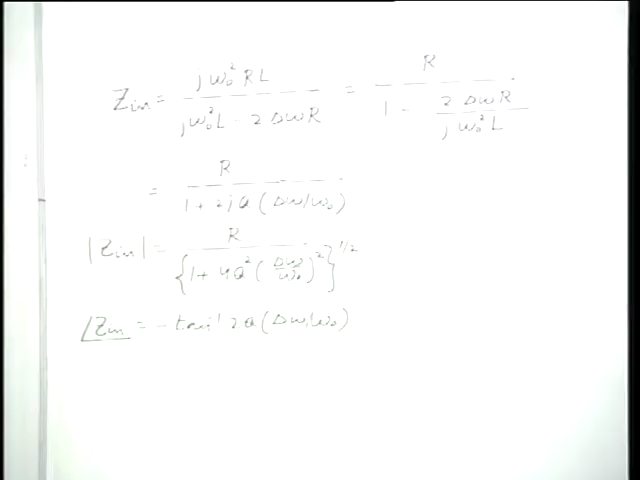 Zin = jω₀²RL / (jω₀²L - 2ΔωR) = R / (1 - 2ΔωR / jω₀²L)
= R / (1 + 2jQ(Δω/ω₀))
|Zin| = R / {1 + 4Q²(Δω/ω₀)²}^1/2
∠Zin = - tan⁻¹ 2Q(Δω/ω₀)